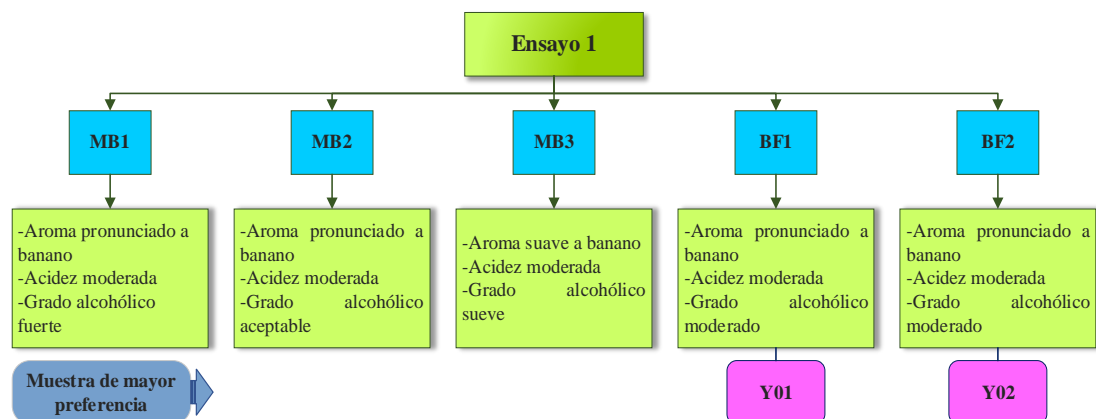 Ensayo 1
MB1
MB2
MB3
BF1
BF2
-Aroma pronunciado a
banano
-Acidez moderada
-Grado alcohólico
fuerte
-Aroma pronunciado a
banano
-Acidez moderada
-Grado alcohólico
aceptable
-Aroma suave a banano
-Acidez moderada
-Grado alcohólico
sueve
-Aroma pronunciado a
banano
-Acidez moderada
-Grado alcohólico
moderado
-Aroma pronunciado a
banano
-Acidez moderada
-Grado alcohólico
moderado
Muestra de mayor
preferencia
Y01
Y02